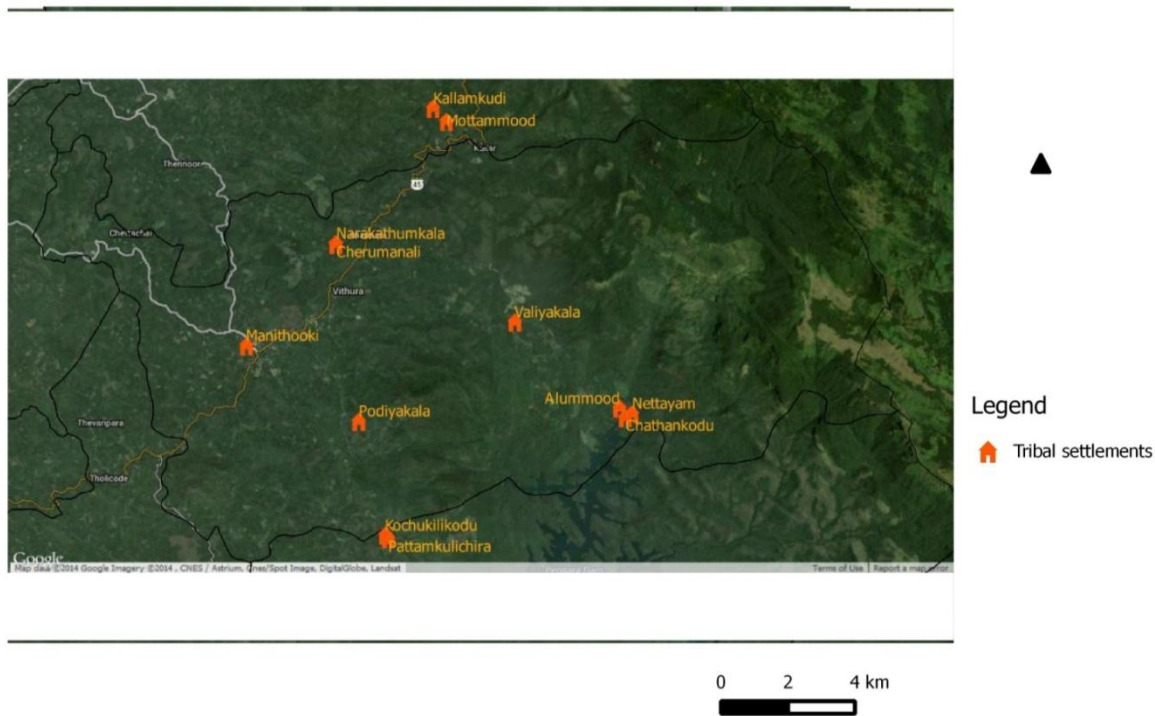 Kallamkudi
Mottammood
Kallar
Thennoor
45
Chettachal
Narakathumkala
Cherumanali
Vithura
Valiyakala
Manithooki
Alummood
Nettayam
Chathankodu
Podiyakala
Thevanpara
Tholicode
Kochukilikodu
Pattamkulichira
Google
Map data ©2014 Google Imagery ©2014 , CNES / Astrium, Cnes/Spot Image, DigitalGlobe, Landsat
Terms of Use | Report a map error
Legend
Tribal settlements
0 2 4 km